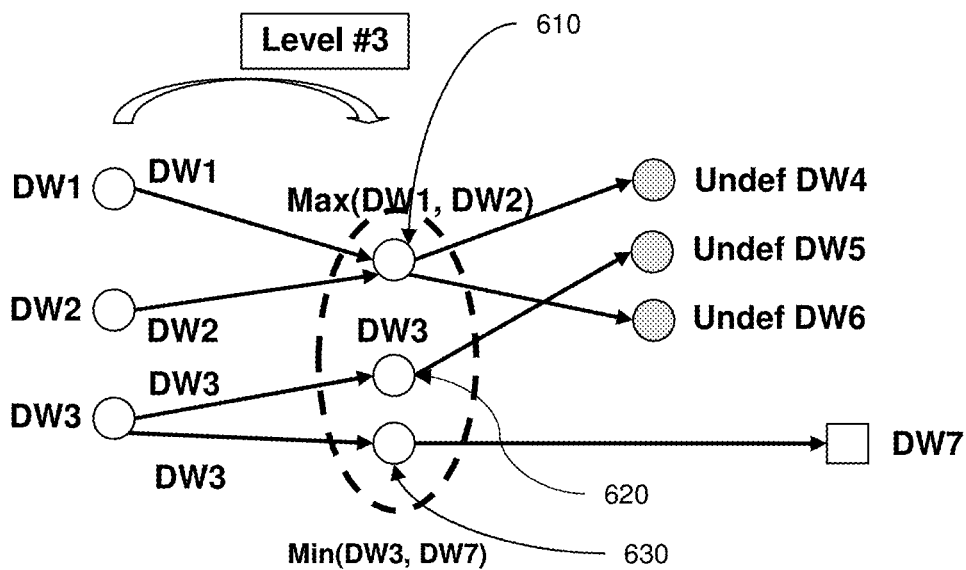 610
Level #3
DW1
DW1
Undef DW4
Max(DW1, DW2)
Undef DW5
DW2
DW2
DW3
Undef DW6
DW3
DW3
DW7
DW3
620
Min(DW3, DW7)
630